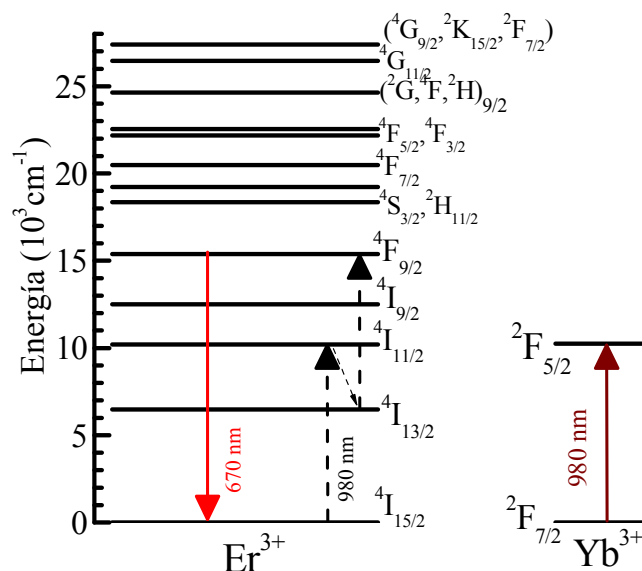 (⁴G₉/₂,²K₁₅/₂,²F₇/₂)
⁴G₁₁/₂
(²G,⁴F,²H)₉/₂
⁴F₅/₂,⁴F₃/₂
⁴F₇/₂
⁴S₃/₂,²H₁₁/₂
⁴F₉/₂
⁴I₉/₂
⁴I₁₁/₂
⁴I₁₃/₂
⁴I₁₅/₂
Energía (10³cm⁻¹)
25
20
15
10
5
0
670 nm
980 nm
Er³⁺
²F₅/₂
980 nm
²F₇/₂
Yb³⁺